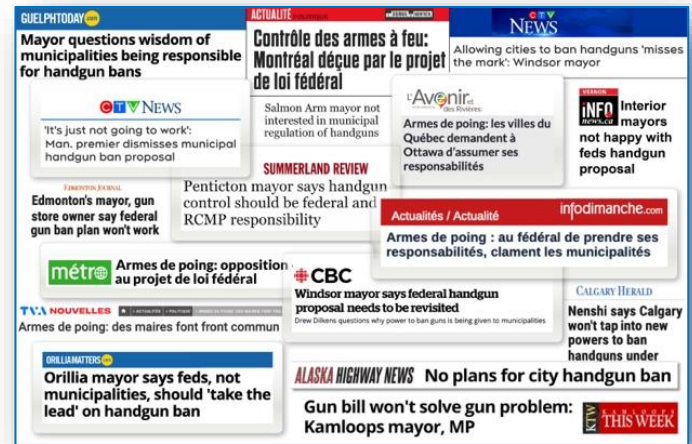 GUELPHTODAY.com
Mayor questions wisdom of
municipalities being responsible
for handgun bans
ACTUALITÉ POLITIQUE
Contrôle des armes à feu:
Montréal déçue par le projet
de loi fédéral
CTV NEWS
Allowing cities to ban handguns 'misses
the mark': Windsor mayor
CTV NEWS
'It's just not going to work':
Man. premier dismisses municipal
handgun ban proposal
Salmon Arm mayor not
interested in municipal
regulation of handguns
L'Avenir et
des Rivières
Armes de poing: les villes du
Québec demandent à
Ottawa d'assumer ses
responsabilités
VERNON
iNFO
news.ca
Interior
mayors
not happy with
feds handgun
proposal
EDMONTON JOURNAL
Edmonton's mayor, gun
store owner say federal
gun ban plan won't work
SUMMERLAND REVIEW
Penticton mayor says handgun
control should be federal and
RCMP responsibility
Actualités / Actualité
infodimanche.com
Armes de poing : au fédéral de prendre ses
responsabilités, clament les municipalités
métro
Armes de poing: opposition
au projet de loi fédéral
CBC
Windsor mayor says federal handgun
proposal needs to be revisited
Drew Dilkens questions why power to ban guns is being given to municipalities
TVA NOUVELLES
Armes de poing: des maires font front commun
CALGARY HERALD
Nenshi says Calgary
won't tap into new
powers to ban
handguns under
ORILLIAMATTERS.com
Orillia mayor says feds, not
municipalities, should 'take the
lead' on handgun ban
ALASKA HIGHWAY NEWS
No plans for city handgun ban
Gun bill won't solve gun problem:
Kamloops mayor, MP
KTW
KAMLOOPS
THIS WEEK